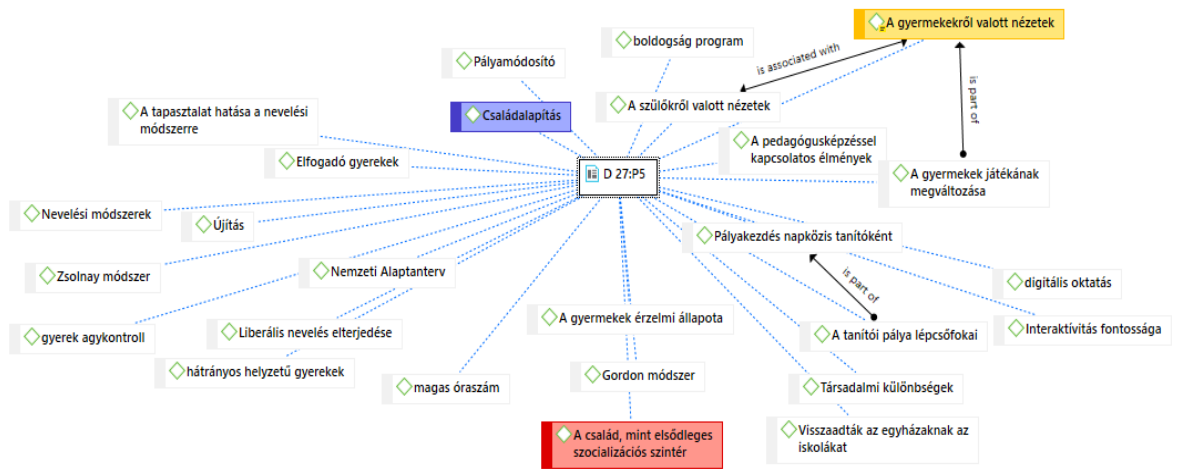 A gyermekekről valott nézetek
boldogság program
is associated with
Pályamódosító
is part of
A szülőkről valott nézetek
A tapasztalat hatása a nevelési
módszerre
Családalapítás
A pedagógusképzéssel
kapcsolatos élmények
Elfogadó gyerekek
D 27:P5
A gyermekek játékának
megváltozása
Nevelési módszerek
Újítás
Pályakezdés napközis tanítóként
Zsolnay módszer
Nemzeti Alaptanterv
is part of
digitális oktatás
A gyermekek érzelmi állapota
Interaktívitás fontossága
gyerek agykontroll
Liberális nevelés elterjedése
A tanítói pálya lépcsőfokai
hátrányos helyzetű gyerekek
Gordon módszer
magas óraszám
Társadalmi különbségek
A család, mint elsődleges
szocializációs szintér
Visszaadták az egyházaknak az
iskolákat